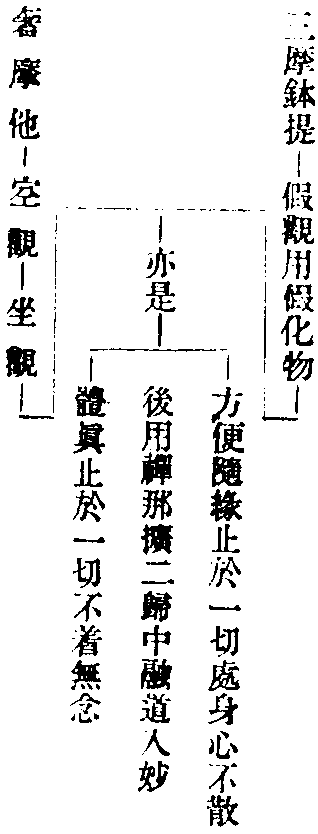 三摩鉢提—假觀用假化物—
亦是
方便隨緣止於一切處身心不散
後用禪那擴二歸中融道入妙
體眞止於一切不着無念
奢摩他—空觀—坐觀—